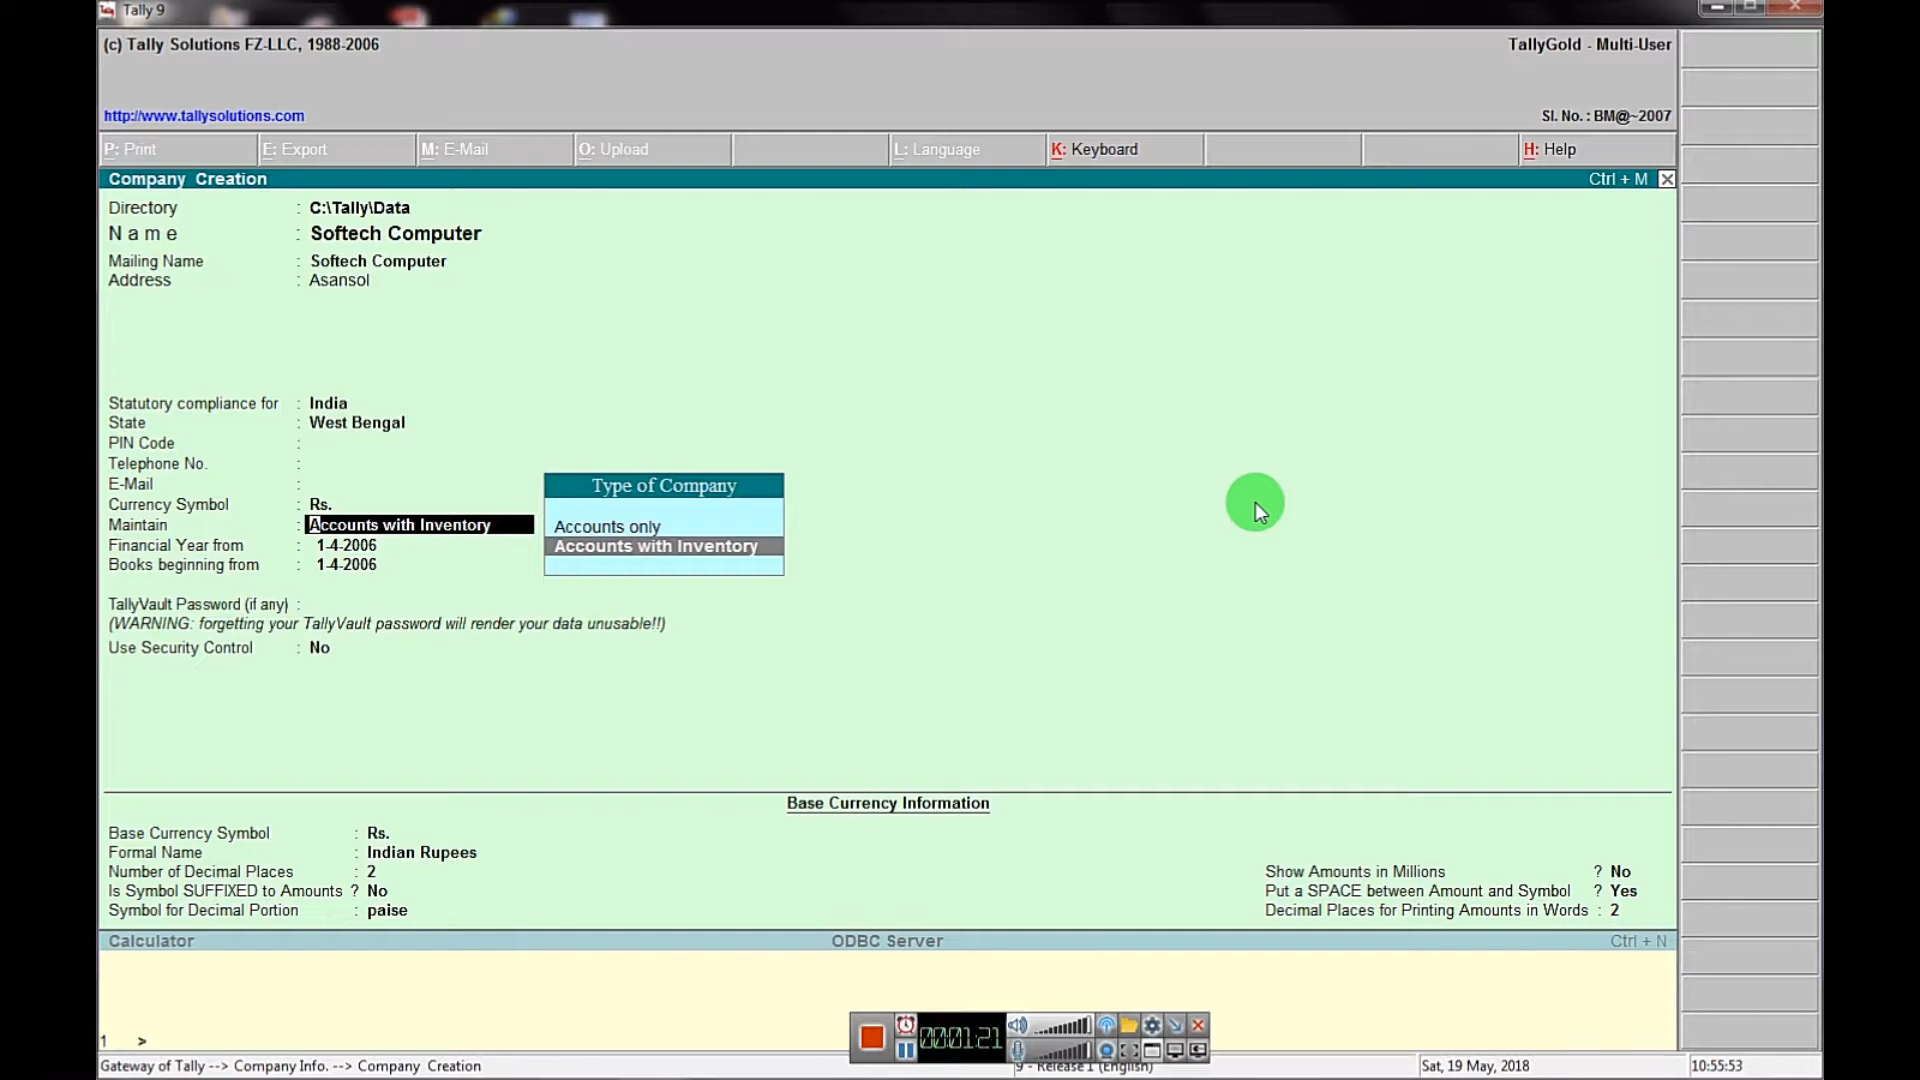 Tally 9
(c) Tally Solutions FZ-LLC, 1988-2006
TallyGold - Multi-User
http://www.tallysolutions.com
Sl. No. : BM@~2007
P: Print
E: Export
M: E-Mail
O: Upload
L: Language
K: Keyboard
H: Help
Company Creation
Ctrl + M
Directory : C:\Tally\Data
Name : Softech Computer
Mailing Name : Softech Computer
Address : Asansol
Statutory compliance for : India
State : West Bengal
PIN Code :
Telephone No. :
E-Mail :
Currency Symbol : Rs.
Maintain : Accounts with Inventory
Financial Year from : 1-4-2006
Books beginning from : 1-4-2006
Type of Company
Accounts only
Accounts with Inventory
TallyVault Password (if any) :
(WARNING: forgetting your TallyVault password will render your data unusable!!)
Use Security Control : No
Base Currency Information
Base Currency Symbol : Rs.
Formal Name : Indian Rupees
Number of Decimal Places : 2
Is Symbol SUFFIXED to Amounts ? No
Symbol for Decimal Portion : paise
Show Amounts in Millions ? No
Put a SPACE between Amount and Symbol ? Yes
Decimal Places for Printing Amounts in Words : 2
Calculator
ODBC Server
Ctrl + N
1 >
00:01:21
Gateway of Tally --> Company Info. --> Company Creation
9 - Release 1 (English)
Sat, 19 May, 2018
10:55:53